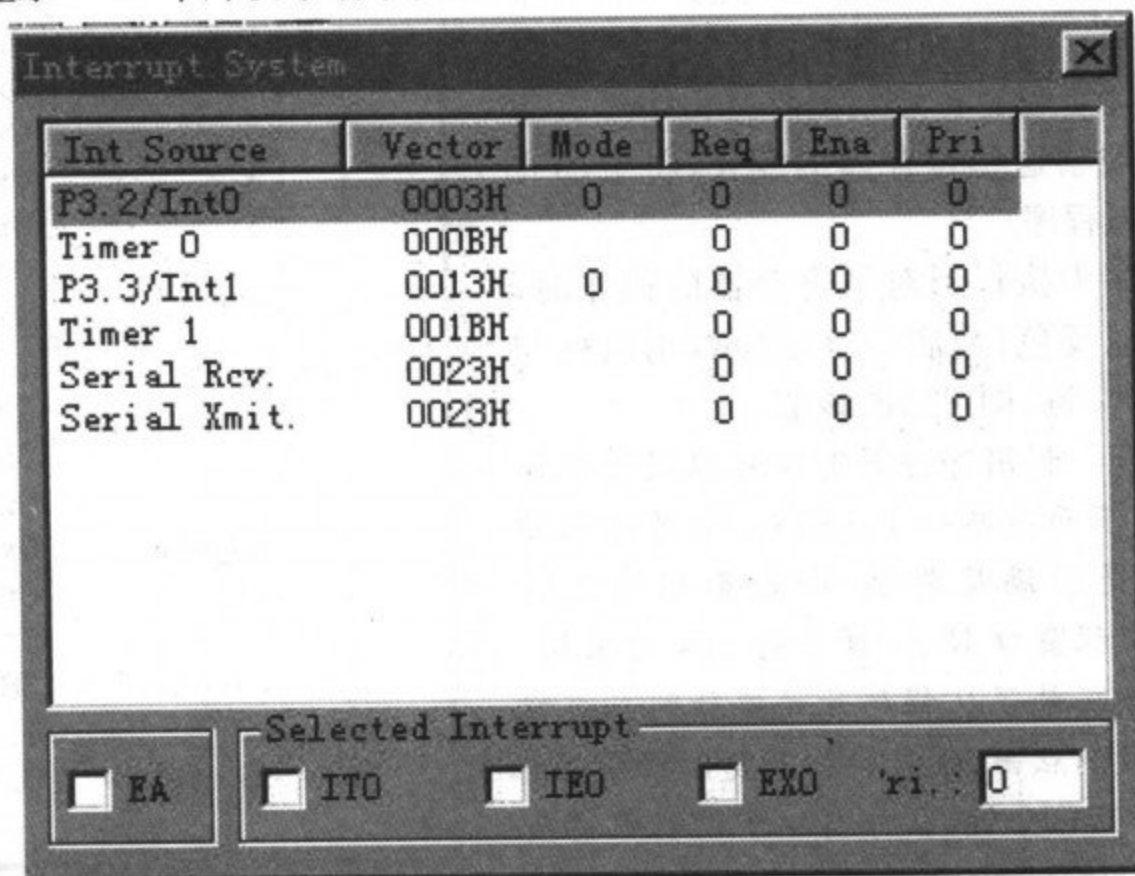 Interrupt System
Int Source Vector Mode Req Ena Pri
P3.2/Int0 0003H 0 0 0 0
Timer 0 000BH 0 0 0
P3.3/Int1 0013H 0 0 0 0
Timer 1 001BH 0 0 0
Serial Rcv. 0023H 0 0 0
Serial Xmit. 0023H 0 0 0
Selected Interrupt
EA IT0 IE0 EX0 'ri.: 0